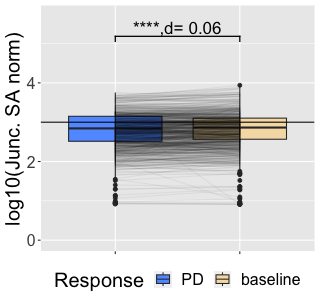 ****,d= 0.06
log10(Junc. SA norm)
4
2
0
Response PD baseline